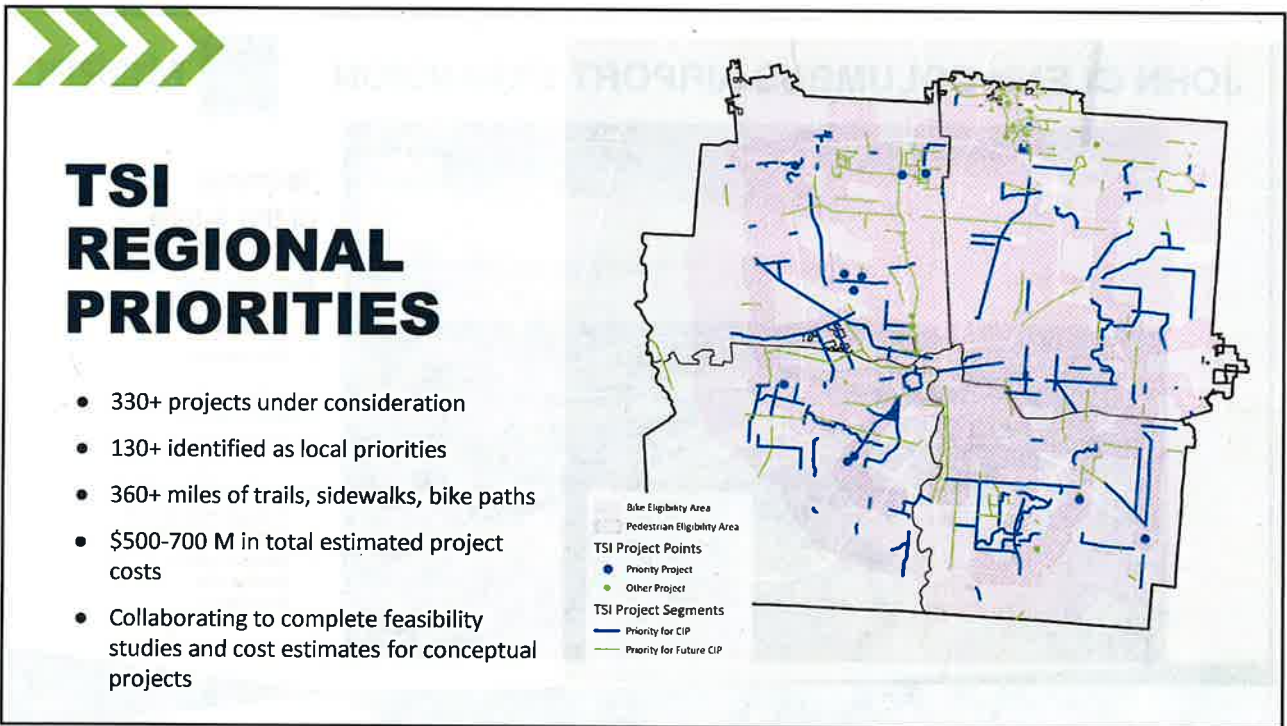 TSI
REGIONAL
PRIORITIES
● 330+ projects under consideration
● 130+ identified as local priorities
● 360+ miles of trails, sidewalks, bike paths
● $500-700 M in total estimated project
costs
● Collaborating to complete feasibility
studies and cost estimates for conceptual
projects
Bike Eligibility Area
Pedestrian Eligibility Area
TSI Project Points
Priority Project
Other Project
TSI Project Segments
Priority for CIP
Priority for Future CIP